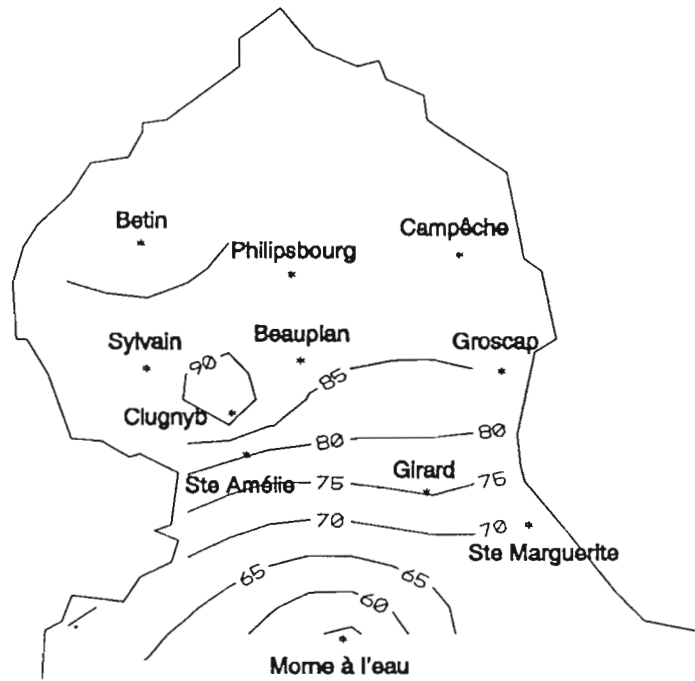 Betin
Campêche
Philipsbourg
Beauplan
Sylvain
Groscap
90
85
Clugnyb
80
80
Ste Amélie
75
Girard
75
70
70
Ste Marguerite
65
65
60
Morne à l'eau